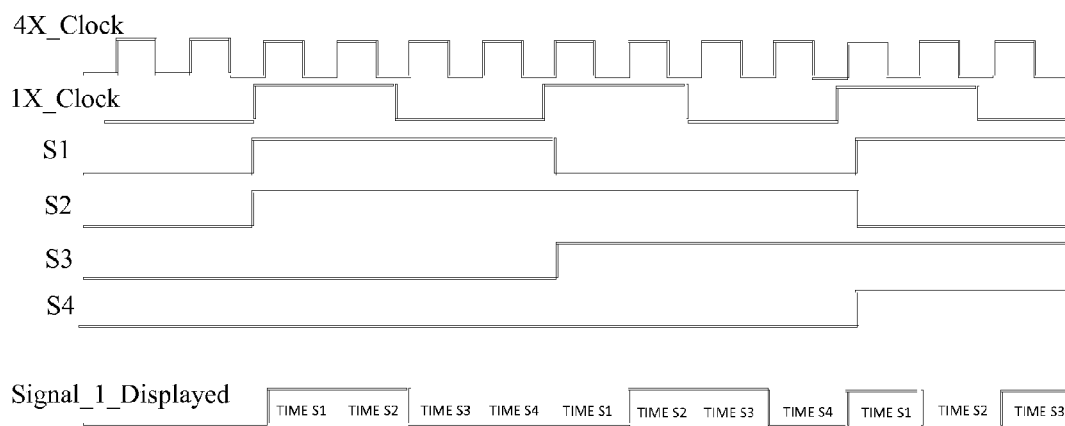 4X_Clock
1X_Clock
S1
S2
S3
S4
Signal_1_Displayed
TIME S1 TIME S2 TIME S3 TIME S4 TIME S1 TIME S2 TIME S3 TIME S4 TIME S1 TIME S2 TIME S3